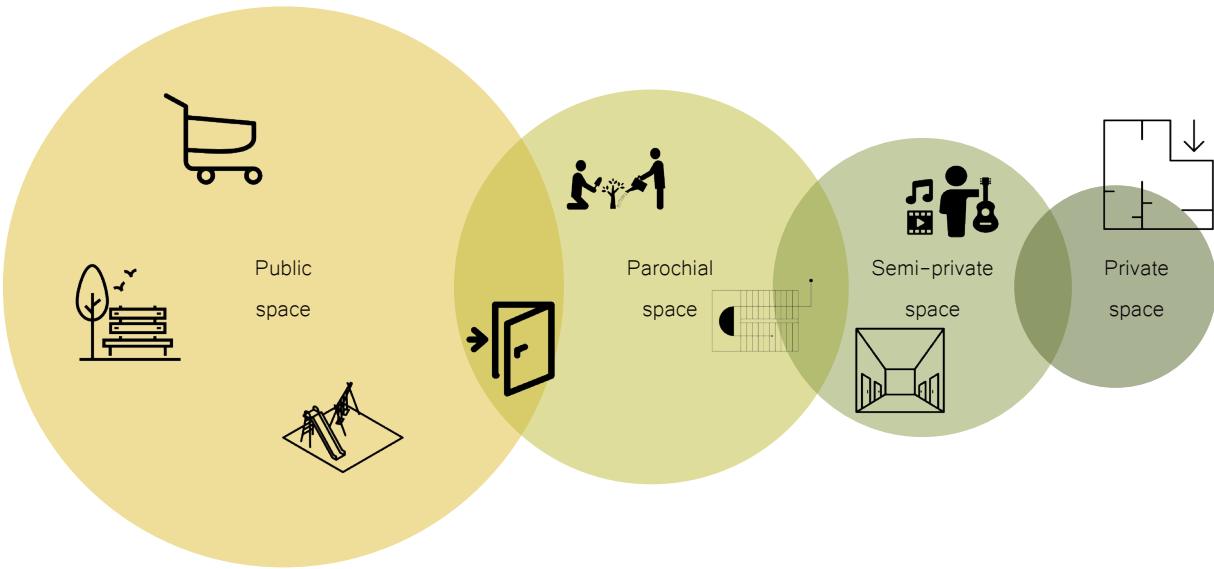 Public
space
Parochial
space
Semi-private
space
Private
space